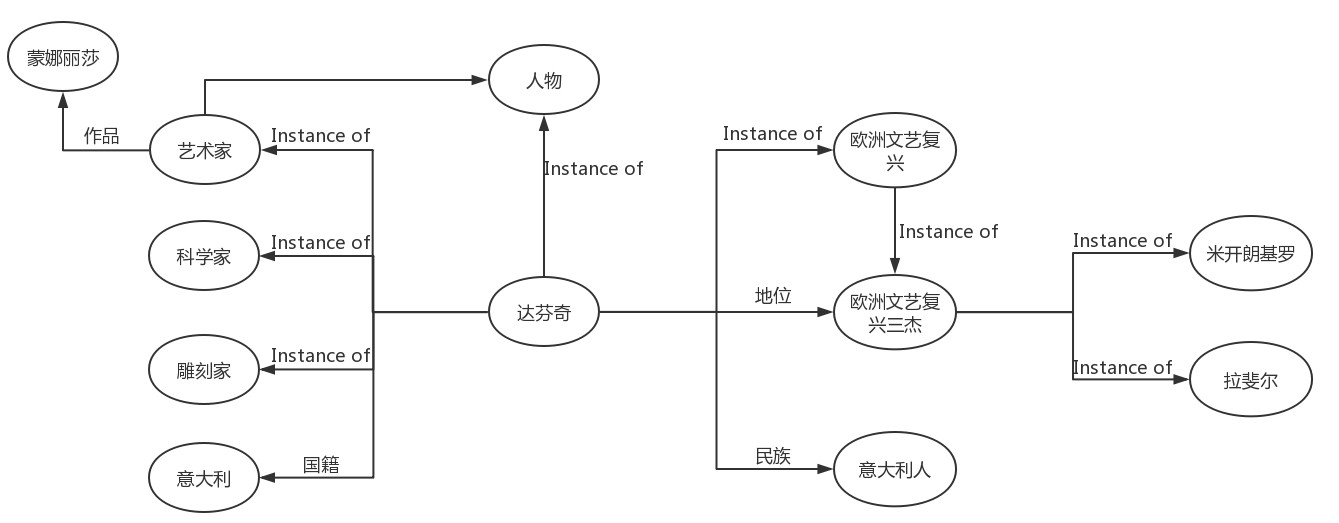 蒙娜丽莎
人物
作品
艺术家
Instance of
Instance of
Instance of
欧洲文艺复
兴
科学家
Instance of
Instance of
Instance of
米开朗基罗
达芬奇
地位
欧洲文艺复
兴三杰
雕刻家
Instance of
Instance of
拉斐尔
意大利
国籍
民族
意大利人